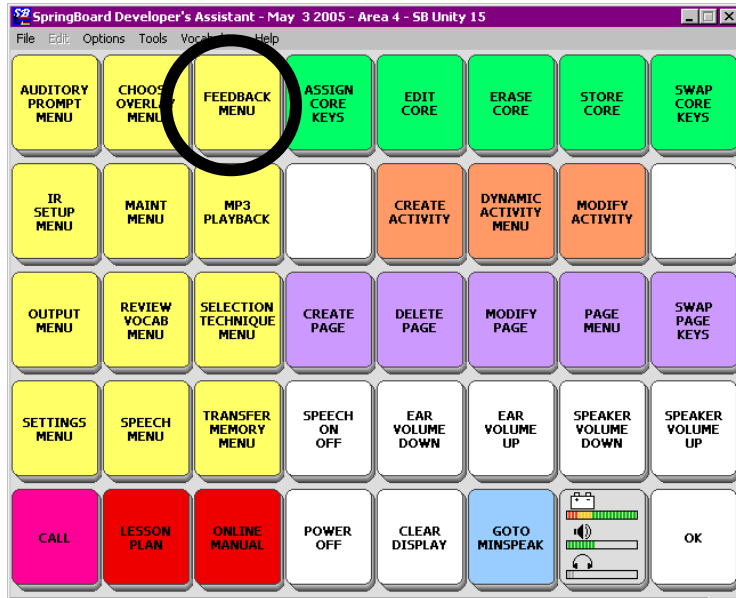 SpringBoard Developer's Assistant - May 3 2005 - Area 4 - SB Unity 15
File Edit Options Tools Help
AUDITORY
PROMPT
MENU
CHOOSE
OVERLAY
MENU
FEEDBACK
MENU
ASSIGN
CORE
KEYS
EDIT
CORE
ERASE
CORE
STORE
CORE
SWAP
CORE
KEYS
IR
SETUP
MENU
MAINT
MENU
MP3
PLAYBACK
CREATE
ACTIVITY
DYNAMIC
ACTIVITY
MENU
MODIFY
ACTIVITY
OUTPUT
MENU
REVIEW
VOCAB
MENU
SELECTION
TECHNIQUE
MENU
CREATE
PAGE
DELETE
PAGE
MODIFY
PAGE
PAGE
MENU
SWAP
PAGE
KEYS
SETTINGS
MENU
SPEECH
MENU
TRANSFER
MEMORY
MENU
SPEECH
ON
OFF
EAR
VOLUME
DOWN
EAR
VOLUME
UP
SPEAKER
VOLUME
DOWN
SPEAKER
VOLUME
UP
CALL
LESSON
PLAN
ONLINE
MANUAL
POWER
OFF
CLEAR
DISPLAY
GOTO
MINSPEAK
OK